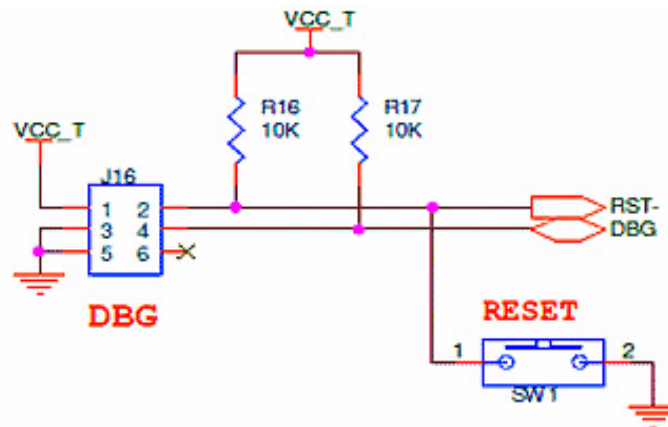 VCC_T
R16
10K
R17
10K
VCC_T
J16
1 2
3 4
5 6
RST-
DBG
DBG
RESET
1 2
SW1